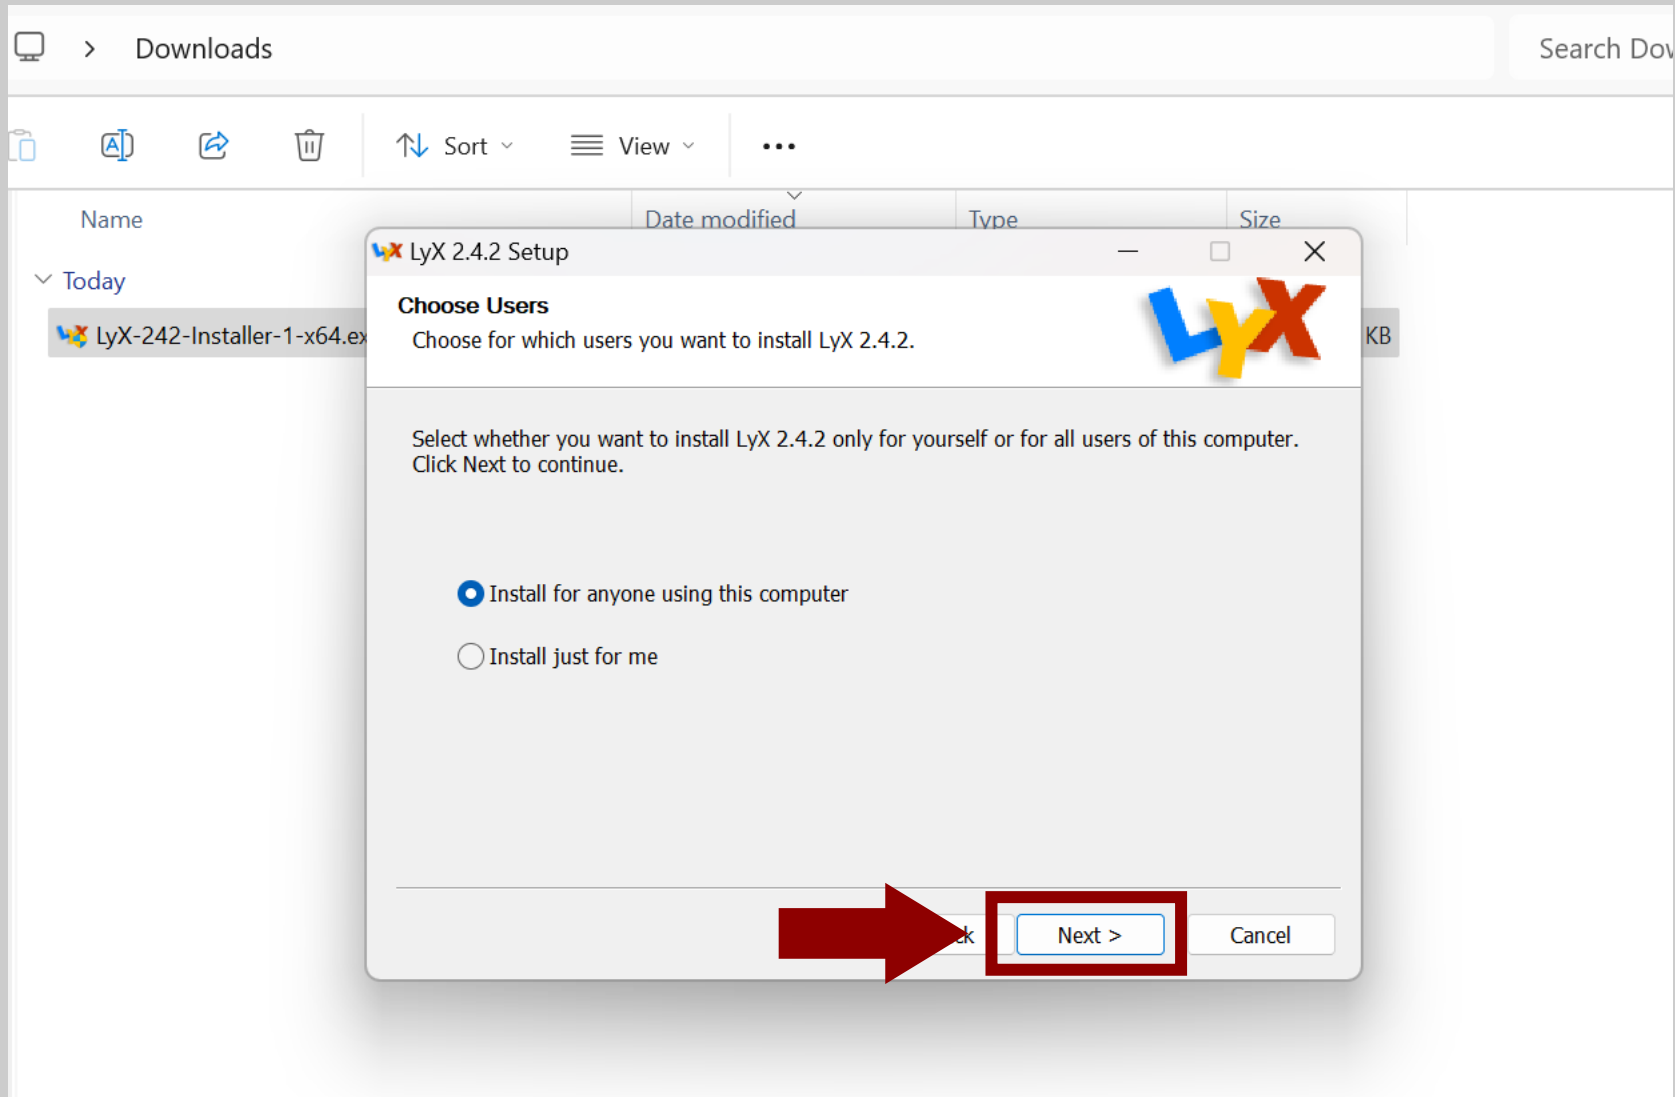 Downloads
Search Dow
Sort
View
Name
Date modified
Type
Size
LyX 2.4.2 Setup
Today
Choose Users
LyX
Choose for which users you want to install LyX 2.4.2.
LyX-242-Installer-1-x64.ex
KB
Select whether you want to install LyX 2.4.2 only for yourself or for all users of this computer.
Click Next to continue.
Install for anyone using this computer
Install just for me
ck
Next >
Cancel